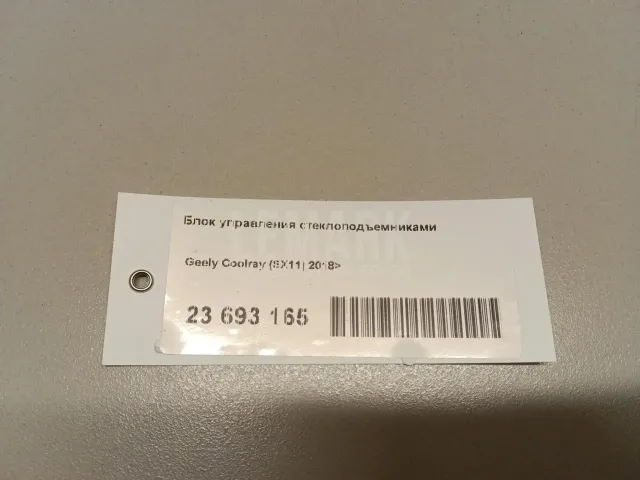 Блок управления стеклоподъемниками
Geely Coolray (SX11) 2018>
23 693 165